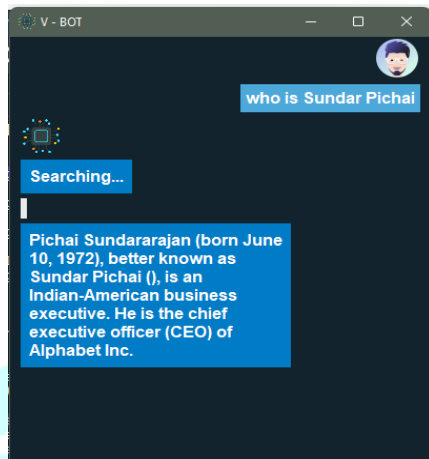 V - BOT
who is Sundar Pichai
Searching...
Pichai Sundararajan (born June
10, 1972), better known as
Sundar Pichai (), is an
Indian-American business
executive. He is the chief
executive officer (CEO) of
Alphabet Inc.